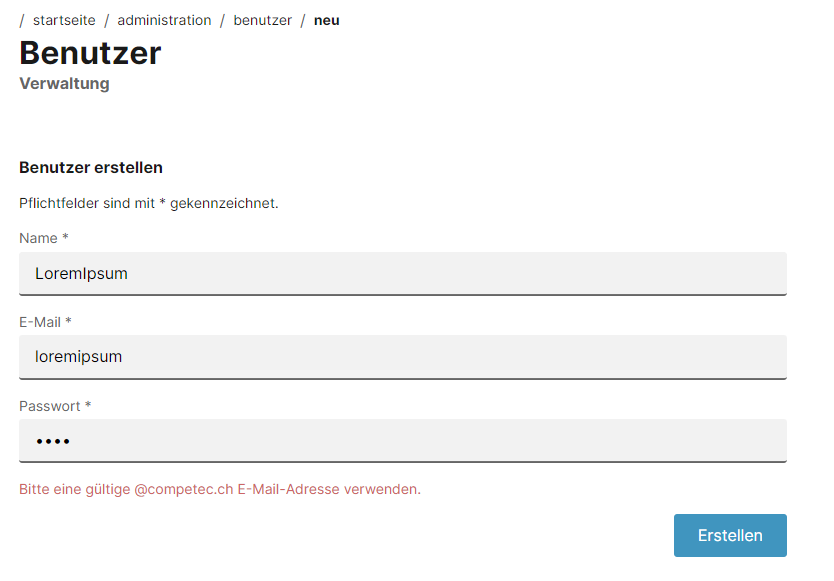 / startseite / administration / benutzer / neu
Benutzer
Verwaltung
Benutzer erstellen
Pflichtfelder sind mit * gekennzeichnet.
Name *
LoremIpsum
E-Mail *
loremipsum
Passwort *
••••
Bitte eine gültige @competec.ch E-Mail-Adresse verwenden.
Erstellen